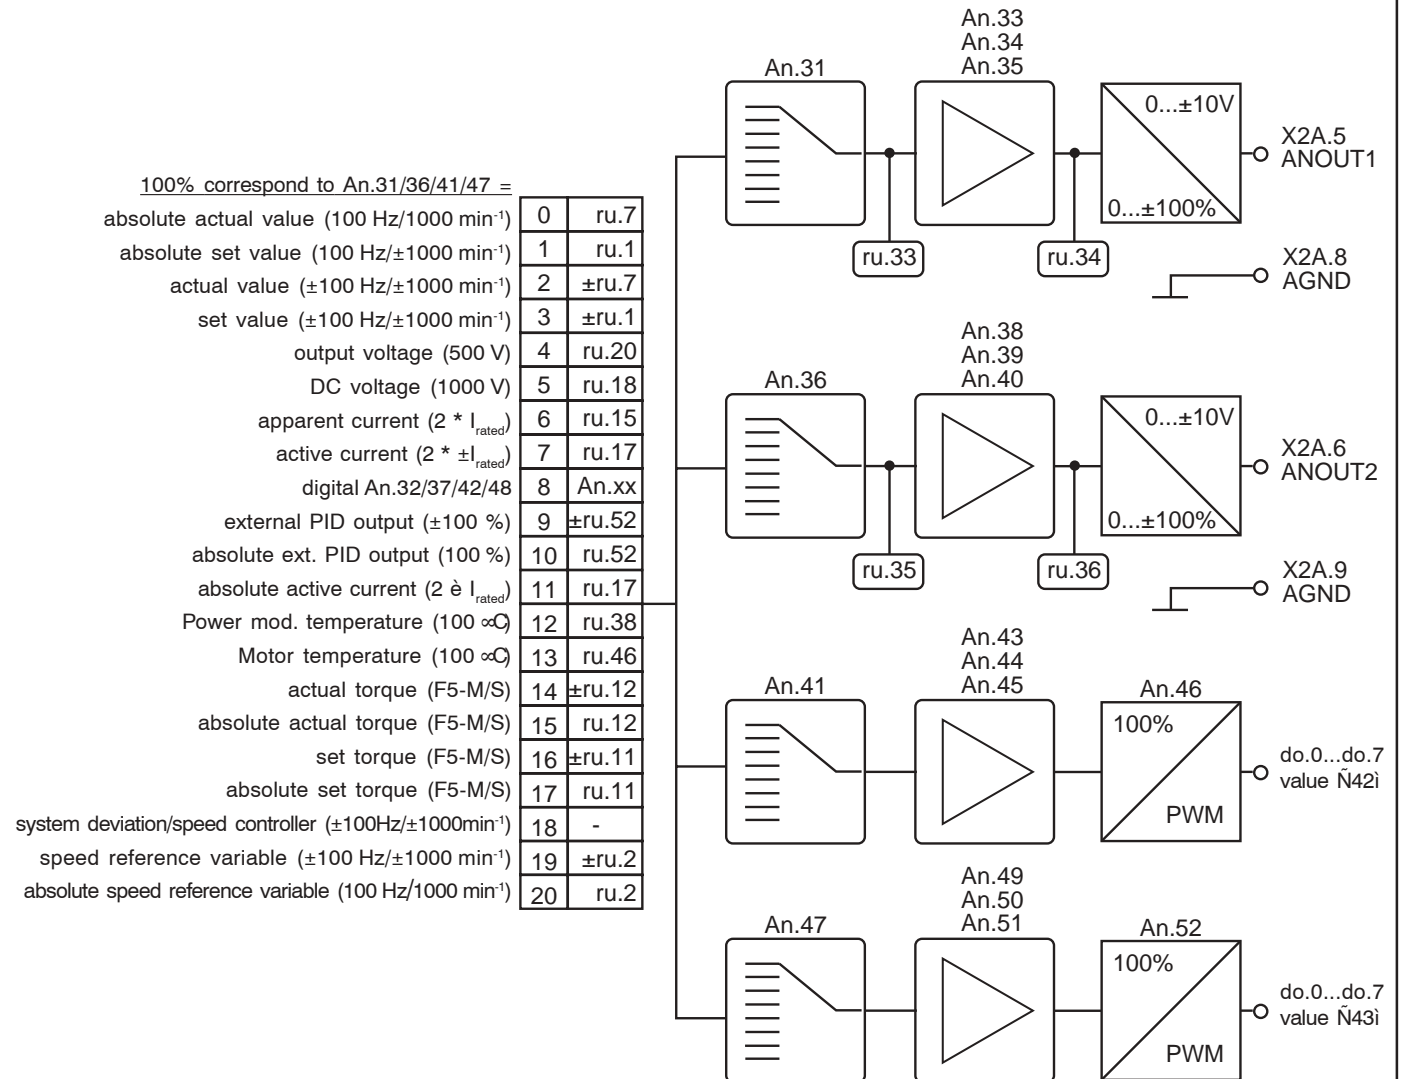 100% correspond to An.31/36/41/47 =
absolute actual value (100 Hz/1000 min⁻¹) 0 ru.7
absolute set value (100 Hz/±1000 min⁻¹) 1 ru.1
actual value (±100 Hz/±1000 min⁻¹) 2 ±ru.7
set value (±100 Hz/±1000 min⁻¹) 3 ±ru.1
output voltage (500 V) 4 ru.20
DC voltage (1000 V) 5 ru.18
apparent current (2 * Irated) 6 ru.15
active current (2 * ±Irated) 7 ru.17
digital An.32/37/42/48 8 An.xx
external PID output (±100 %) 9 ±ru.52
absolute ext. PID output (100 %) 10 ru.52
absolute active current (2 è Irated) 11 ru.17
Power mod. temperature (100 ∞C) 12 ru.38
Motor temperature (100 ∞C) 13 ru.46
actual torque (F5-M/S) 14 ±ru.12
absolute actual torque (F5-M/S) 15 ru.12
set torque (F5-M/S) 16 ±ru.11
absolute set torque (F5-M/S) 17 ru.11
system deviation/speed controller (±100Hz/±1000min⁻¹) 18 -
speed reference variable (±100 Hz/±1000 min⁻¹) 19 ±ru.2
absolute speed reference variable (100 Hz/1000 min⁻¹) 20 ru.2
An.31
An.33
An.34
An.35
0...±10V
0...±100%
X2A.5
ANOUT1
ru.33
ru.34
X2A.8
AGND
An.36
An.38
An.39
An.40
0...±10V
0...±100%
X2A.6
ANOUT2
ru.35
ru.36
X2A.9
AGND
An.41
An.43
An.44
An.45
An.46
100%
PWM
do.0...do.7
value Ñ42ì
An.47
An.49
An.50
An.51
An.52
100%
PWM
do.0...do.7
value Ñ43ì